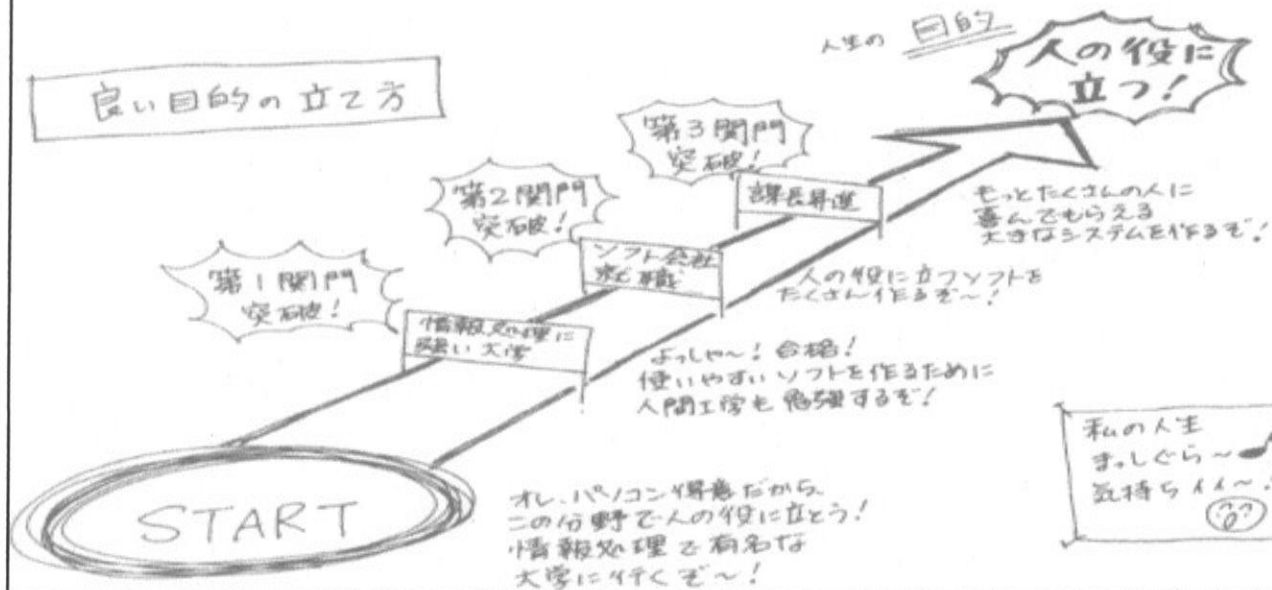 良い目的の立て方
人生の 目的
人の役に
立つ!
第3関門
突破!
課長昇進
もっとたくさんの人に
喜んでもらえる
大きなシステムを作るぞ!
第2関門
突破!
ソフト会社
就職
人の役に立つソフトを
たくさん作るぞ〜!
第1関門
突破!
情報処理に
強い大学
よっしゃ〜!合格!
使いやすいソフトを作るために
人間工学も勉強するぞ!
START
オレ、パソコン得意だから、
この分野で人の役に立とう!
情報処理で有名な
大学に行くぞ〜!
私の人生
まっしぐら〜
気持ちイイ〜!